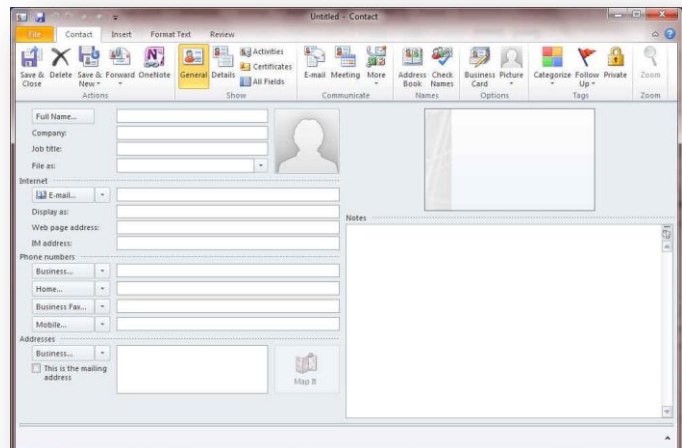 Untitled - Contact
File Contact Insert Format Text Review
Save & Close Delete Save & New Forward OneNote General Details Activities Certificates All Fields E-mail Meeting More Address Book Check Names Business Card Picture Categorize Follow Up Private Zoom
Actions Show Communicate Names Options Tags Zoom
Full Name...
Company:
Job title:
File as:
Internet
E-mail...
Display as:
Web page address:
IM address:
Phone numbers
Business...
Home...
Business Fax...
Mobile...
Addresses
Business...
This is the mailing
address
Map It
Notes